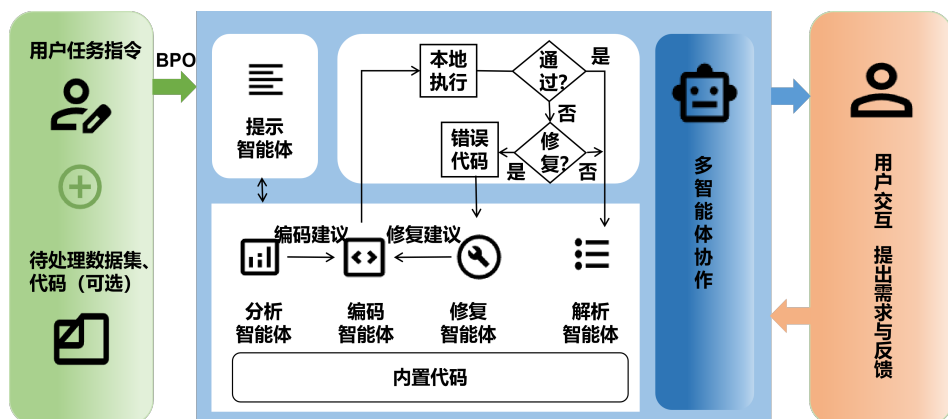 用户任务指令
待处理数据集、
代码（可选）
BPO
提示
智能体
本地
执行
通
过?
是
否
错误
代码
修
复?
是
否
编码建议
修复建议
分析
智能体
编码
智能体
修复
智能体
解析
智能体
内置代码
多智能体协作
用户交互 提出需求与反馈